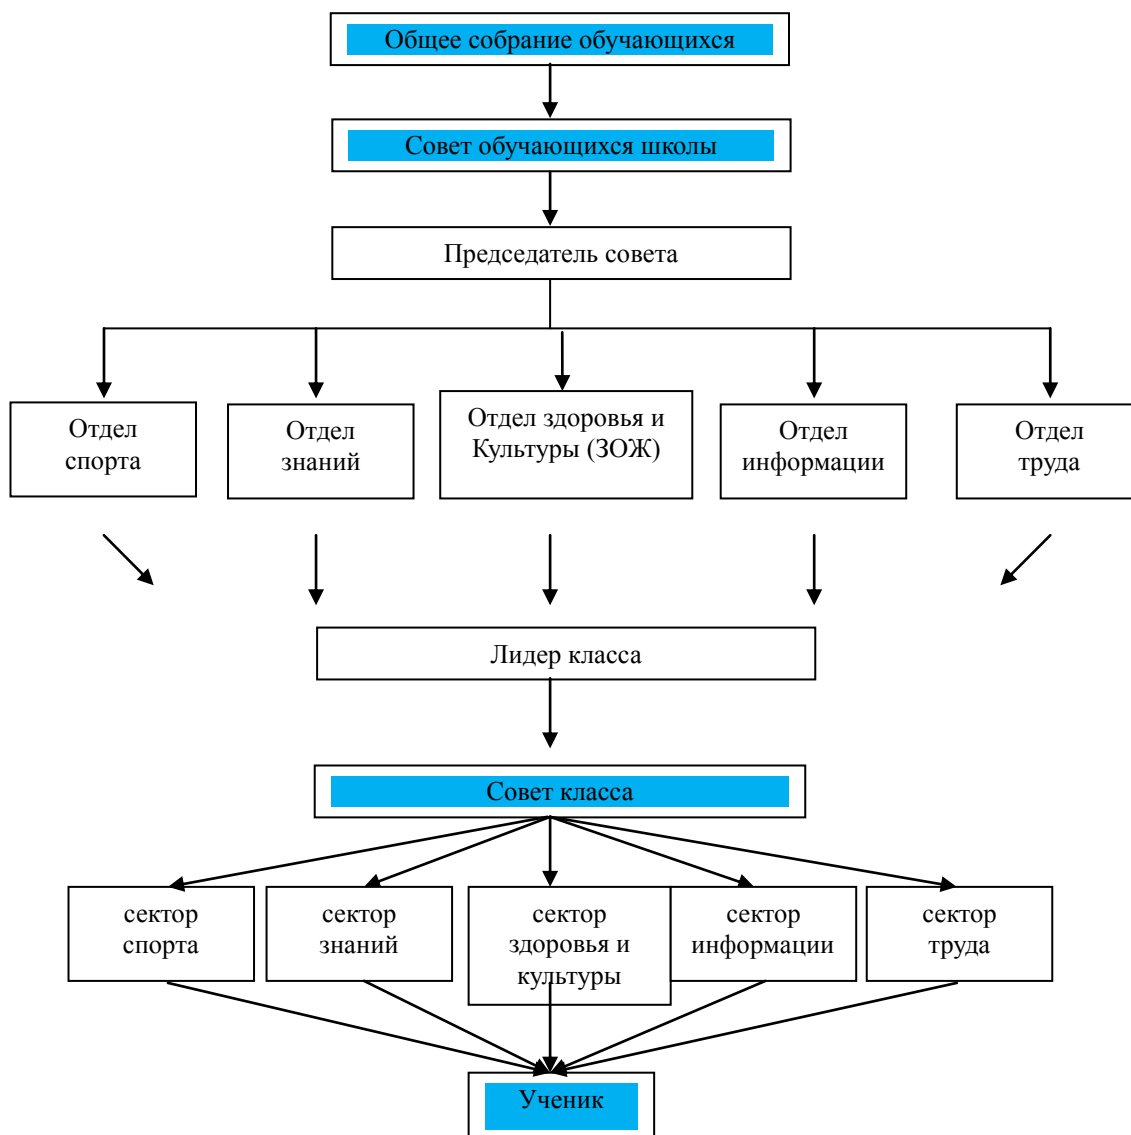 Общее собрание обучающихся
Совет обучающихся школы
Председатель совета
Отдел
спорта
Отдел
знаний
Отдел здоровья и
Культуры (ЗОЖ)
Отдел
информации
Отдел
труда
Лидер класса
Совет класса
сектор
спорта
сектор
знаний
сектор
здоровья и
культуры
сектор
информации
сектор
труда
Ученик